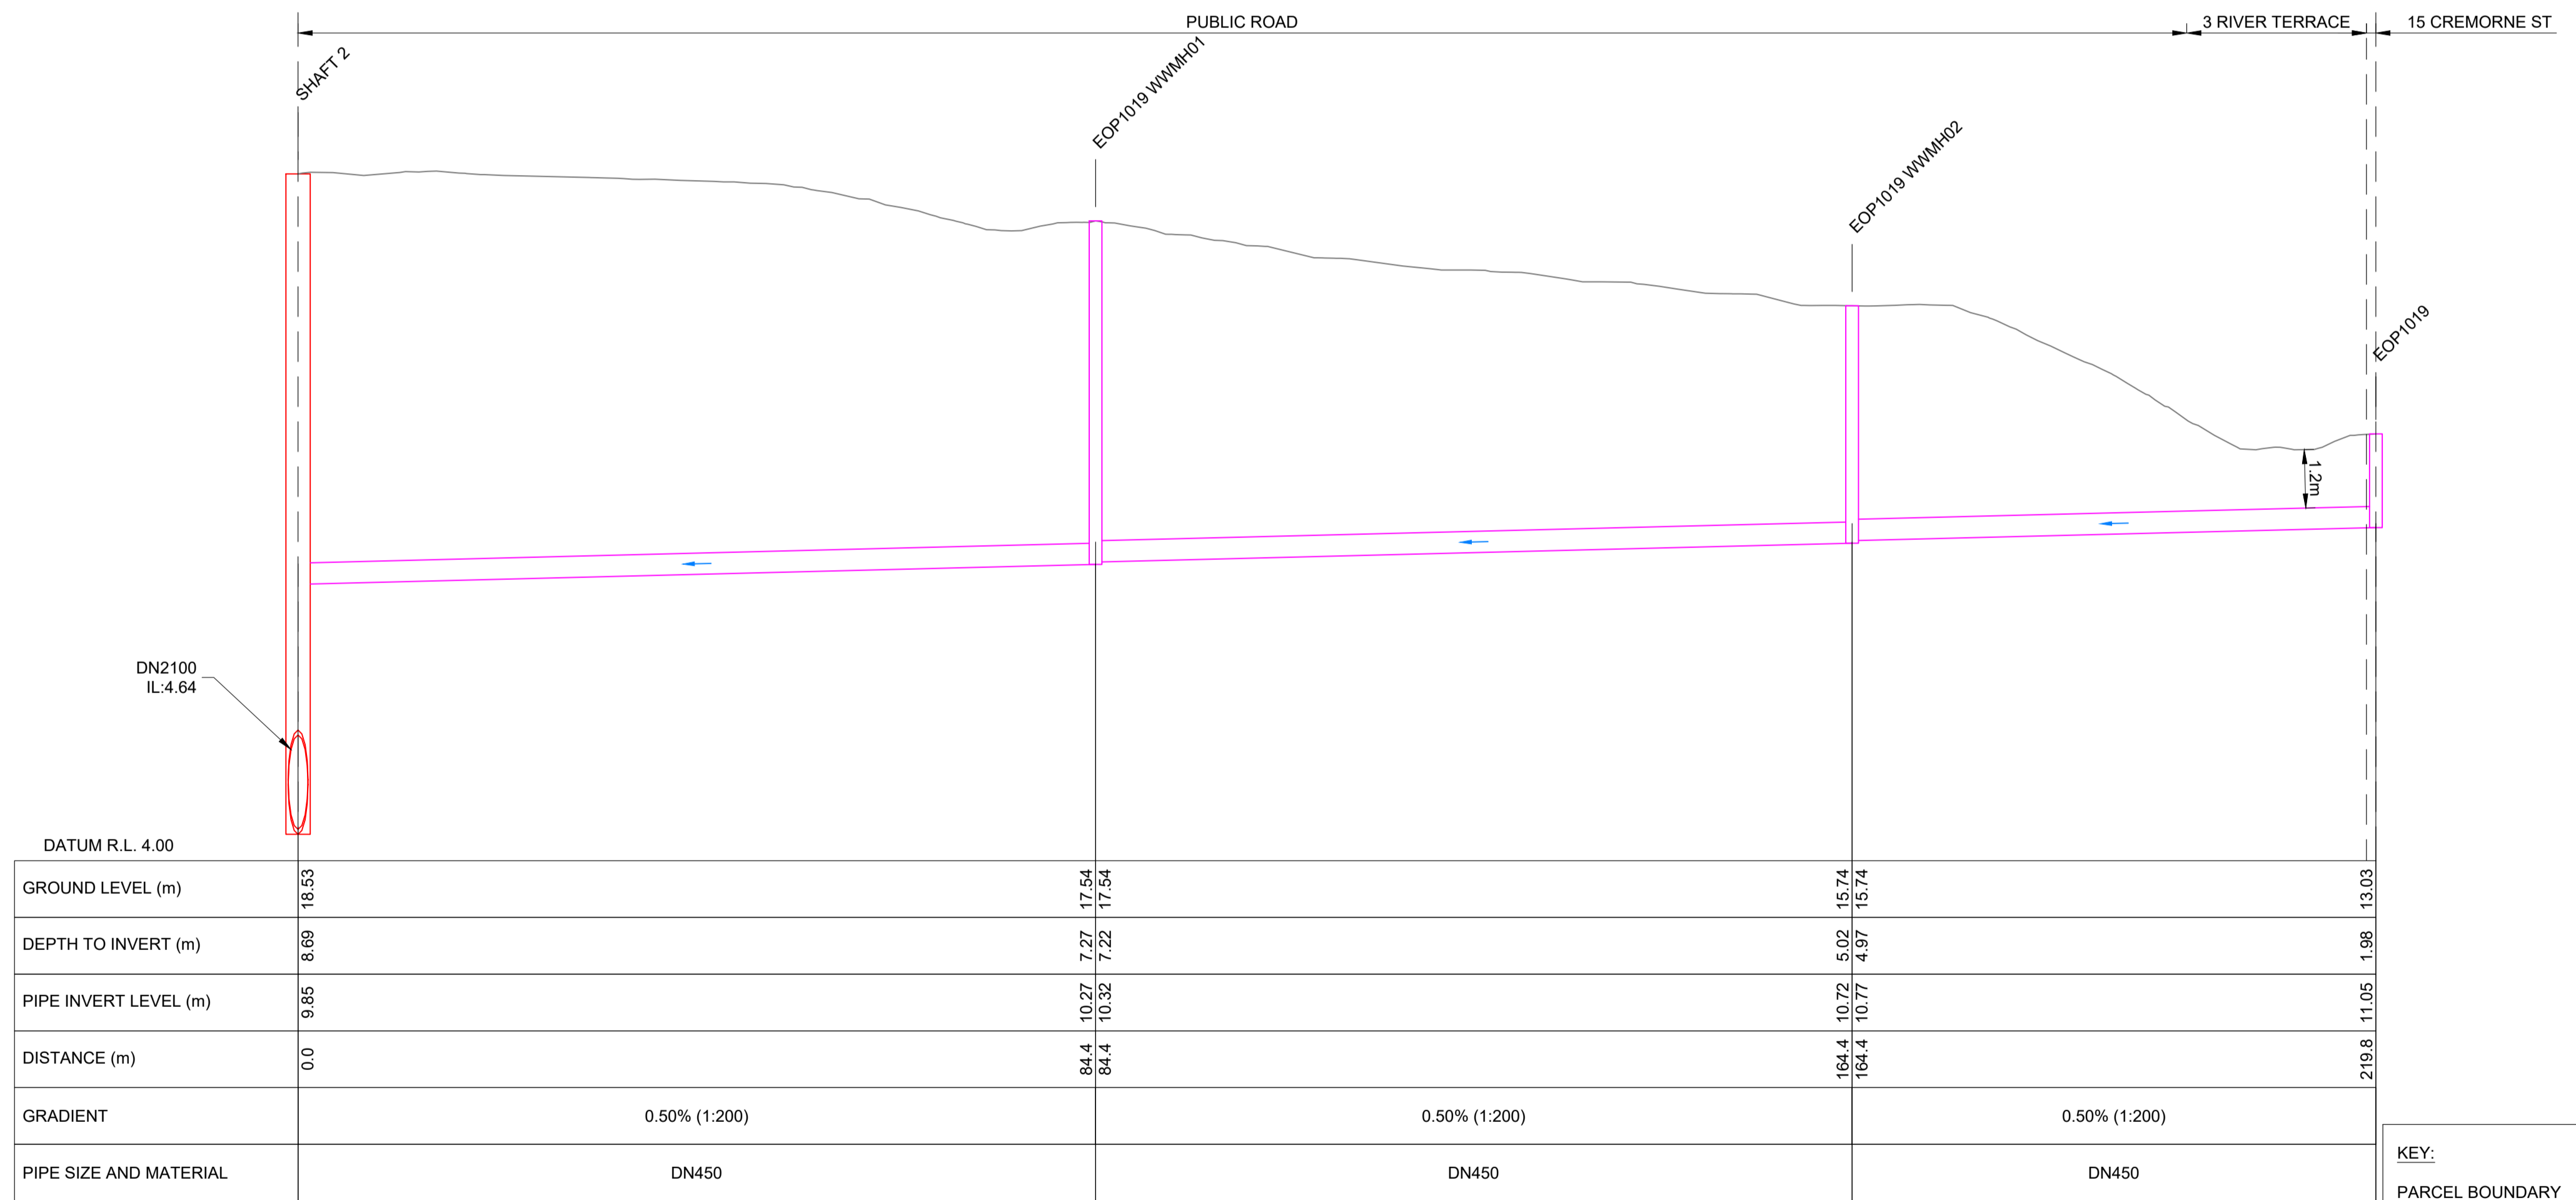 PUBLIC ROAD
3 RIVER TERRACE
15 CREMORNE ST
SHAFT 2
EOP1019 WWMH01
EOP1019 WWMH02
EOP1019
1.2m
DN2100
IL:4.64
DATUM R.L. 4.00
GROUND LEVEL (m) 18.53 17.54 17.54 15.74 15.74 13.03
DEPTH TO INVERT (m) 8.69 7.27 7.22 5.02 4.97 1.98
PIPE INVERT LEVEL (m) 9.85 10.27 10.32 10.72 10.77 11.05
DISTANCE (m) 0.0 84.4 84.4 164.4 164.4 219.8
GRADIENT 0.50% (1:200) 0.50% (1:200) 0.50% (1:200)
PIPE SIZE AND MATERIAL DN450 DN450 DN450
KEY:
PARCEL BOUNDARY